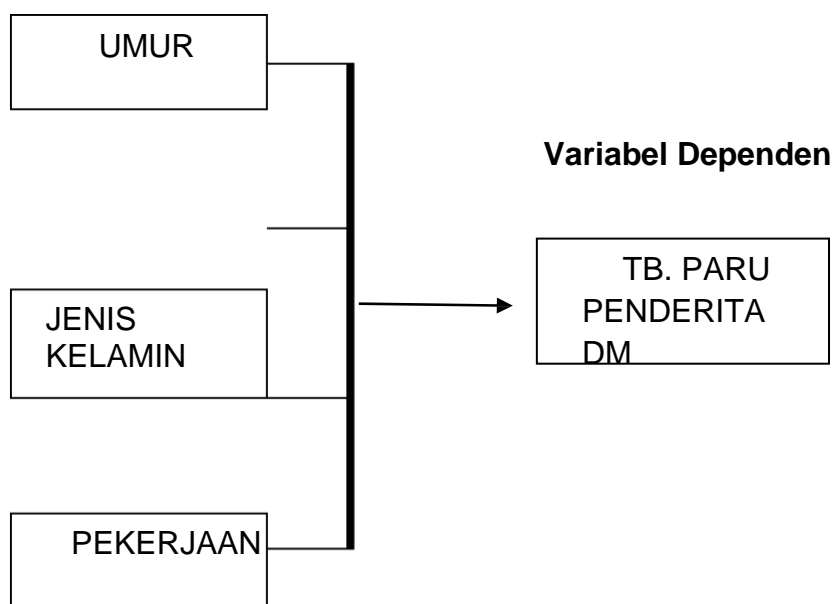 UMUR
Variabel Dependen
TB. PARU
PENDERITA
DM
JENIS
KELAMIN
PEKERJAAN